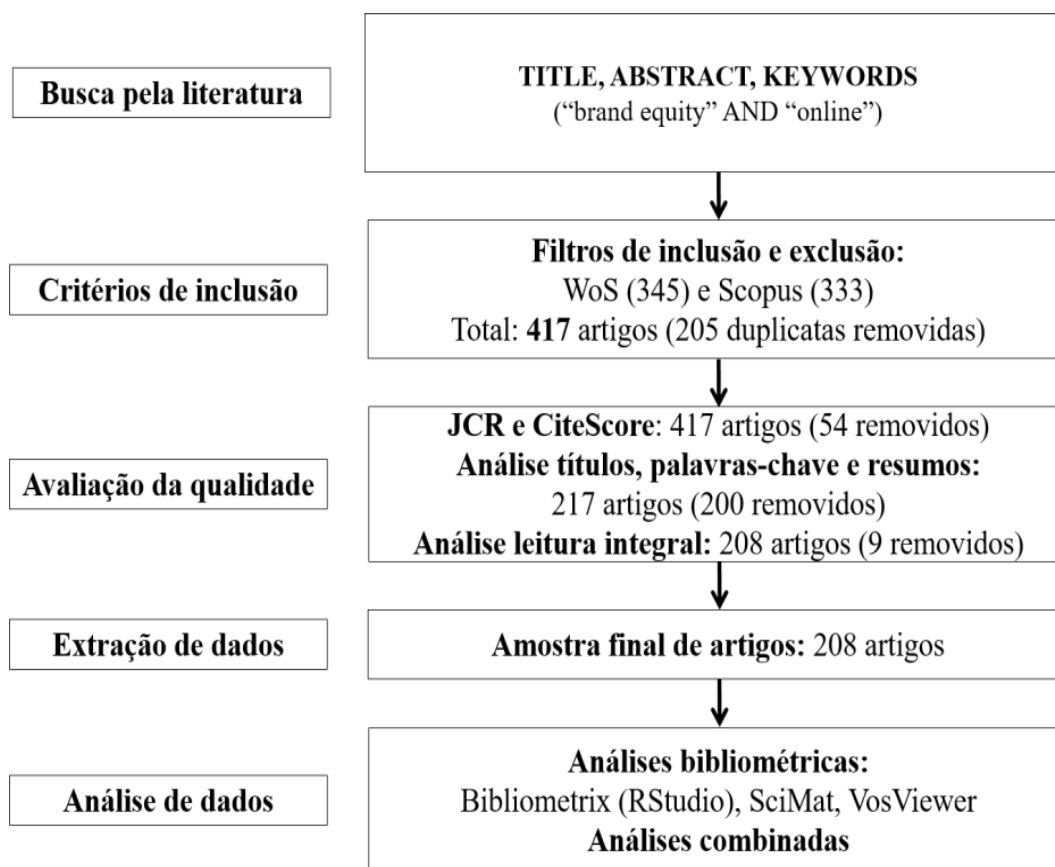 Busca pela literatura
TITLE, ABSTRACT, KEYWORDS
(“brand equity” AND “online”)
Critérios de inclusão
Filtros de inclusão e exclusão:
WoS (345) e Scopus (333)
Total: 417 artigos (205 duplicatas removidas)
Avaliação da qualidade
JCR e CiteScore: 417 artigos (54 removidos)
Análise títulos, palavras-chave e resumos:
217 artigos (200 removidos)
Análise leitura integral: 208 artigos (9 removidos)
Extração de dados
Amostra final de artigos: 208 artigos
Análise de dados
Análises bibliométricas:
Bibliometrix (RStudio), SciMat, VosViewer
Análises combinadas